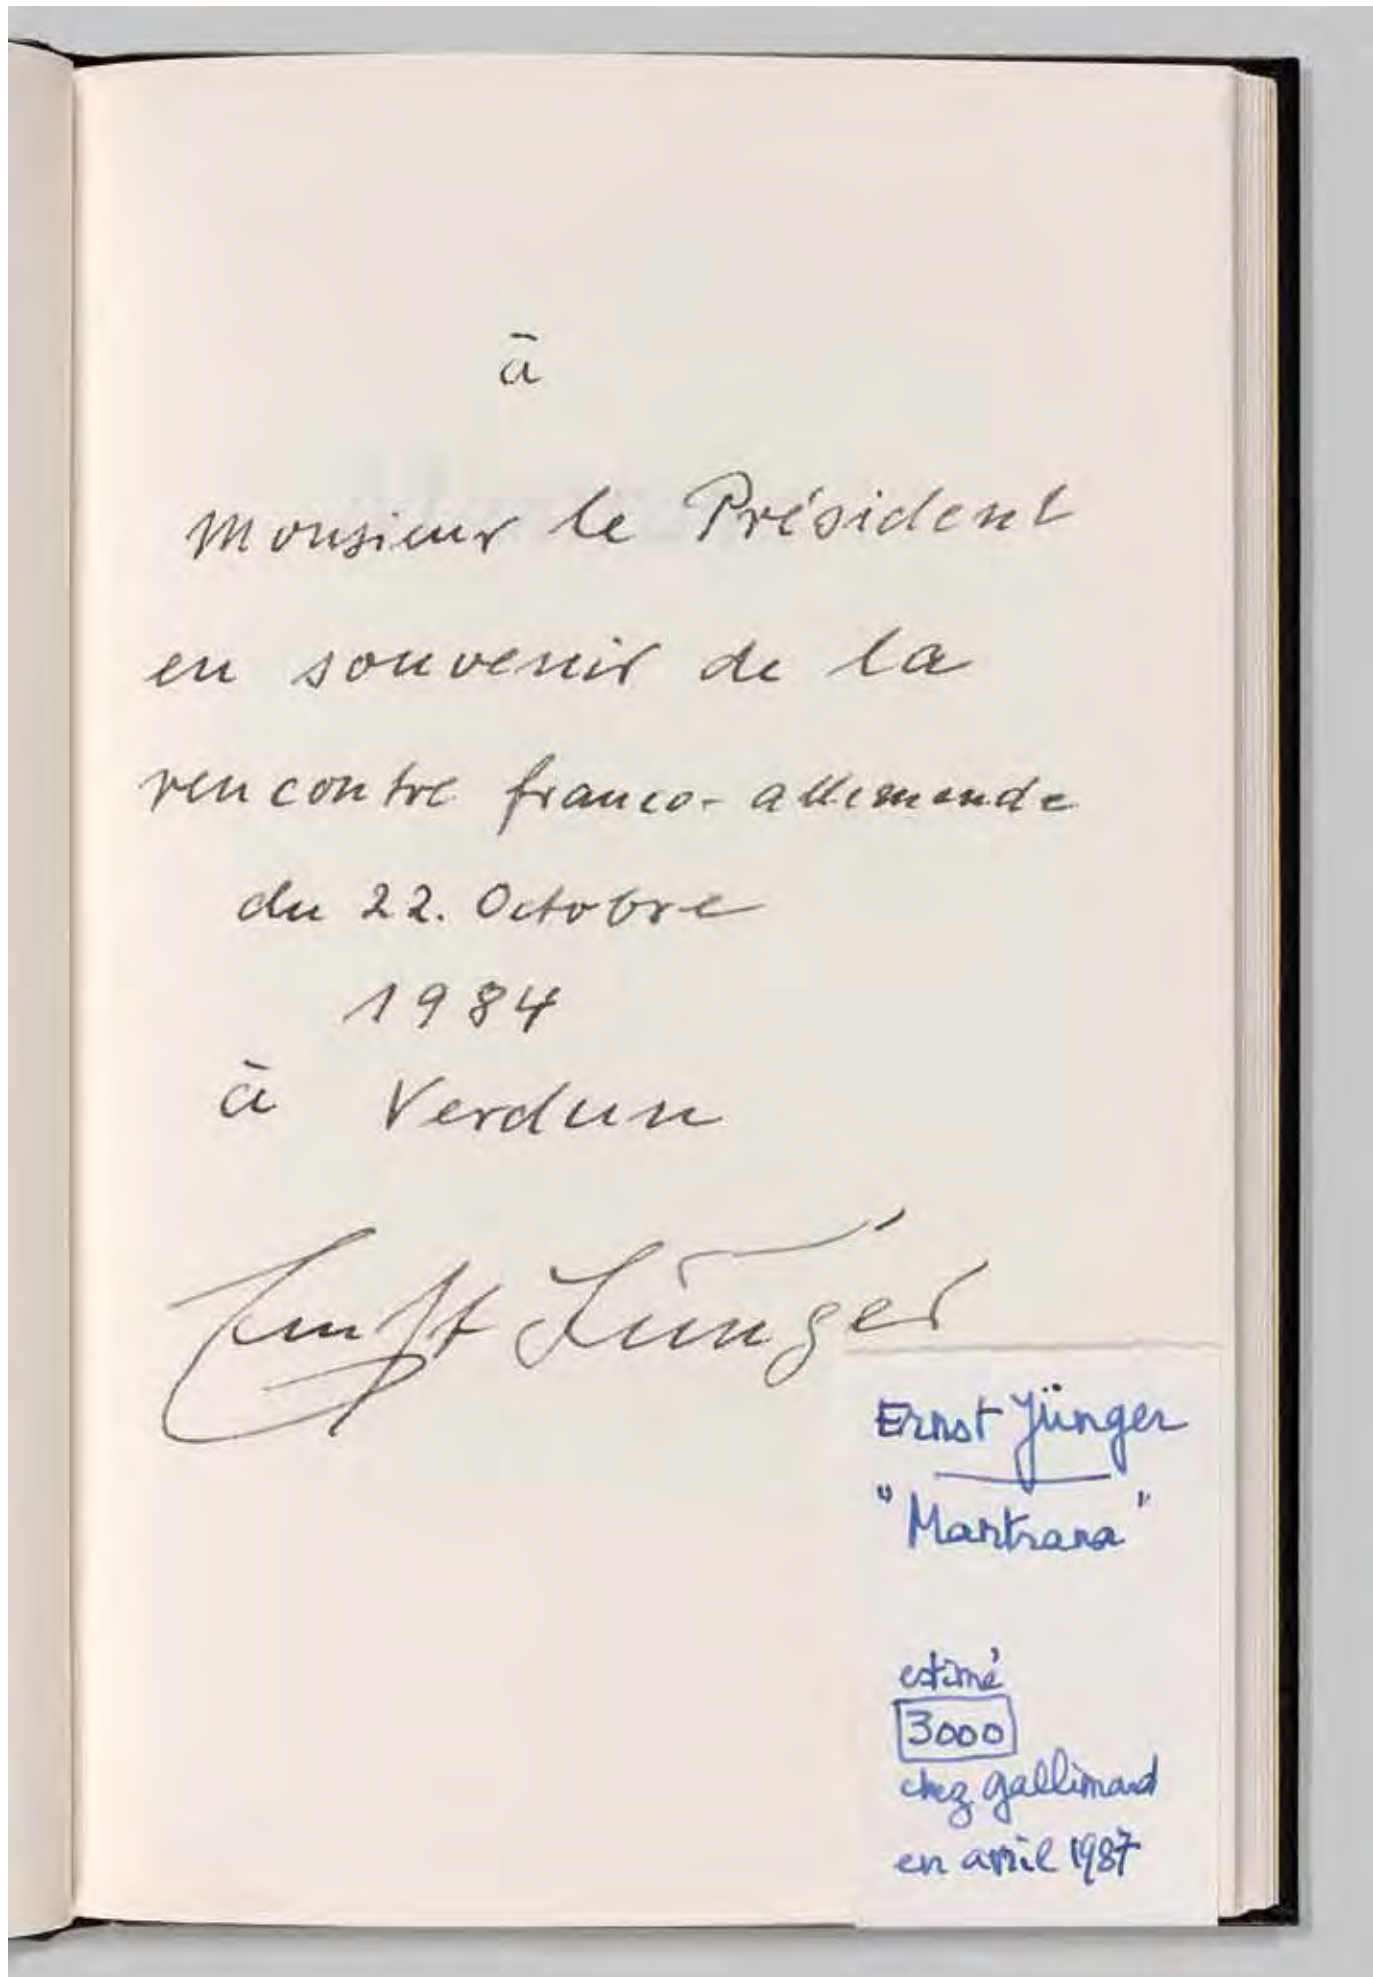 à
Monsieur le Président
en souvenir de la
rencontre franco-allemande
du 22. Octobre
1984
à Verdun
Ernst Jünger
Ernst Jünger
"Mantrana"
estimé
3000
chez gallimard
en avril 1987